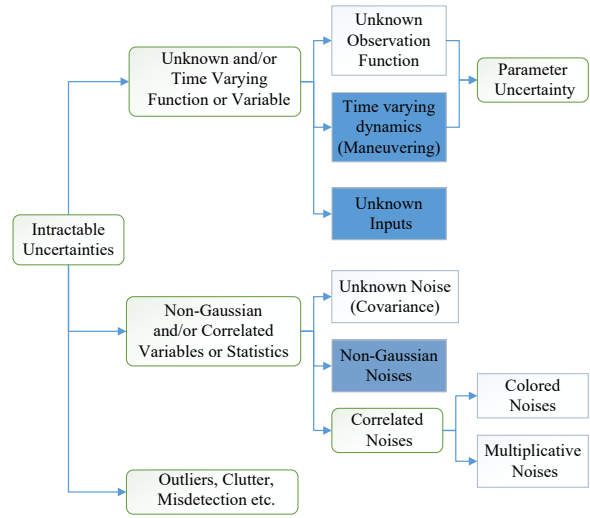 Intractable
Uncertainties
Unknown and/or
Time Varying
Function or Variable
Unknown
Observation
Function
Time varying
dynamics
(Maneuvering)
Unknown
Inputs
Parameter
Uncertainty
Non-Gaussian
and/or Correlated
Variables or Statistics
Unknown Noise
(Covariance)
Non-Gaussian
Noises
Correlated
Noises
Colored
Noises
Multiplicative
Noises
Outliers, Clutter,
Misdetection etc.